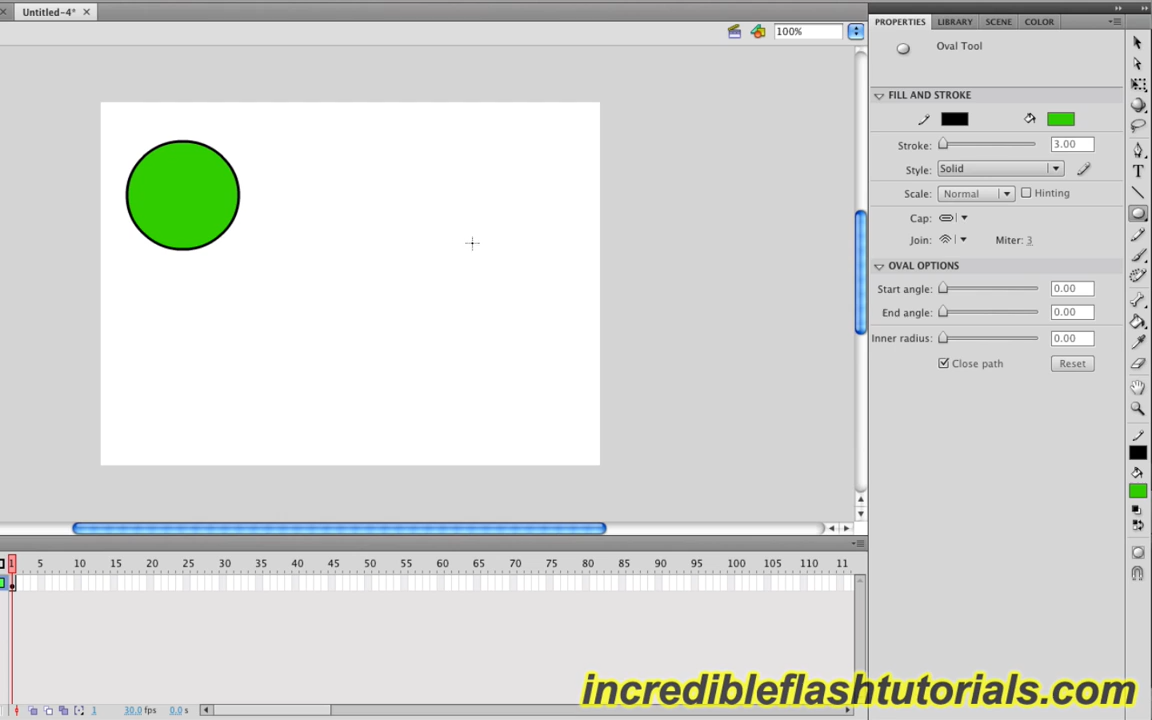 Untitled-4*
100%
PROPERTIES LIBRARY SCENE COLOR
Oval Tool
FILL AND STROKE
Stroke: 3.00
Style: Solid
Scale: Normal Hinting
Cap:
Join: Miter: 3
OVAL OPTIONS
Start angle: 0.00
End angle: 0.00
Inner radius: 0.00
Close path Reset
T
1 5 10 15 20 25 30 35 40 45 50 55 60 65 70 75 80 85 90 95 100 105 110 11
1 30.0 fps 0.0 s
incredibleflashtutorials.com